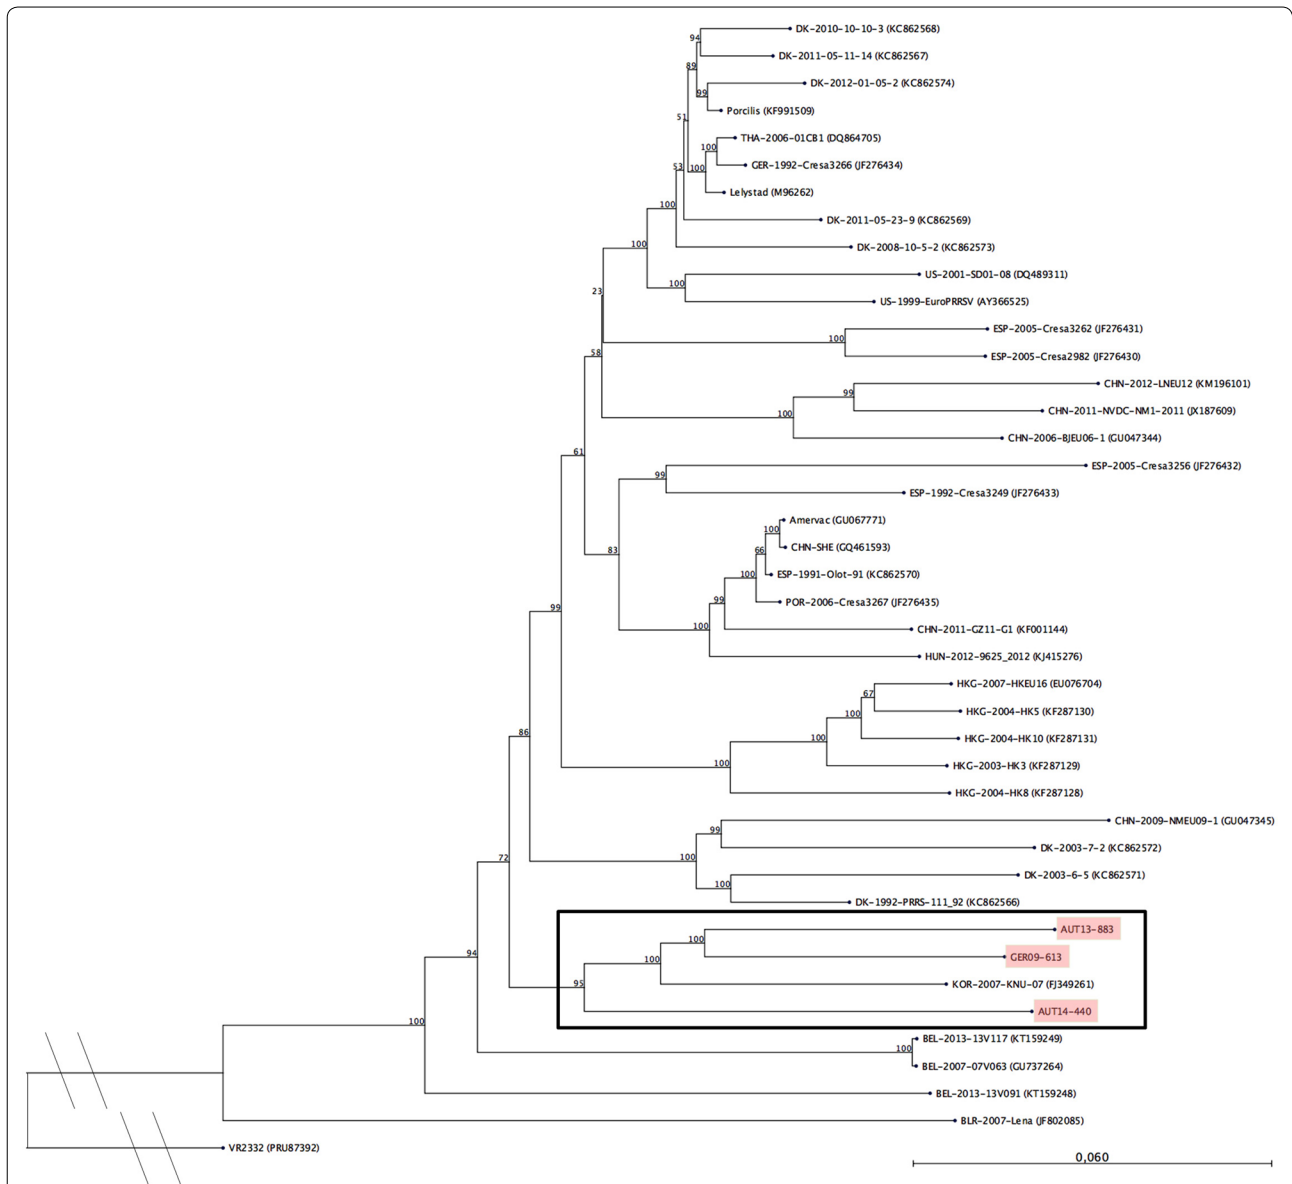 DK-2010-10-10-3 (KC862568)
94
DK-2011-05-11-14 (KC862567)
89
DK-2012-01-05-2 (KC862574)
99
Porcilis (KF991509)
51
THA-2006-01CB1 (DQ864705)
100
GER-1992-Cresa3266 (JF276434)
53
100
Lelystad (M96262)
100
DK-2011-05-23-9 (KC862569)
100
DK-2008-10-5-2 (KC862573)
US-2001-SD01-08 (DQ489311)
100
23
US-1999-EuroPRRSV (AY366525)
ESP-2005-Cresa3262 (JF276431)
100
58
ESP-2005-Cresa2982 (JF276430)
CHN-2012-LNEU12 (KM196101)
99
CHN-2011-NVDC-NM1-2011 (JX187609)
100
CHN-2006-BJEU06-1 (GU047344)
61
ESP-2005-Cresa3256 (JF276432)
99
ESP-1992-Cresa3249 (JF276433)
Amervac (GU067771)
100
CHN-SHE (GQ461593)
83
66
ESP-1991-Olot-91 (KC862570)
100
POR-2006-Cresa3267 (JF276435)
99
99
CHN-2011-GZ11-G1 (KF001144)
100
HUN-2012-9625_2012 (KJ415276)
HKG-2007-HKEU16 (EU076704)
67
HKG-2004-HK5 (KF287130)
100
86
HKG-2004-HK10 (KF287131)
100
HKG-2003-HK3 (KF287129)
100
HKG-2004-HK8 (KF287128)
CHN-2009-NMEU09-1 (GU047345)
99
DK-2003-7-2 (KC862572)
72
100
DK-2003-6-5 (KC862571)
100
DK-1992-PRRS-111_92 (KC862566)
AUT13-883
100
94
GER09-613
100
KOR-2007-KNU-07 (FJ349261)
95
AUT14-440
100
BEL-2013-13V117 (KT159249)
100
BEL-2007-07V063 (GU737264)
BEL-2013-13V091 (KT159248)
BLR-2007-Lena (JF802085)
VR2332 (PRU87392)
0,060